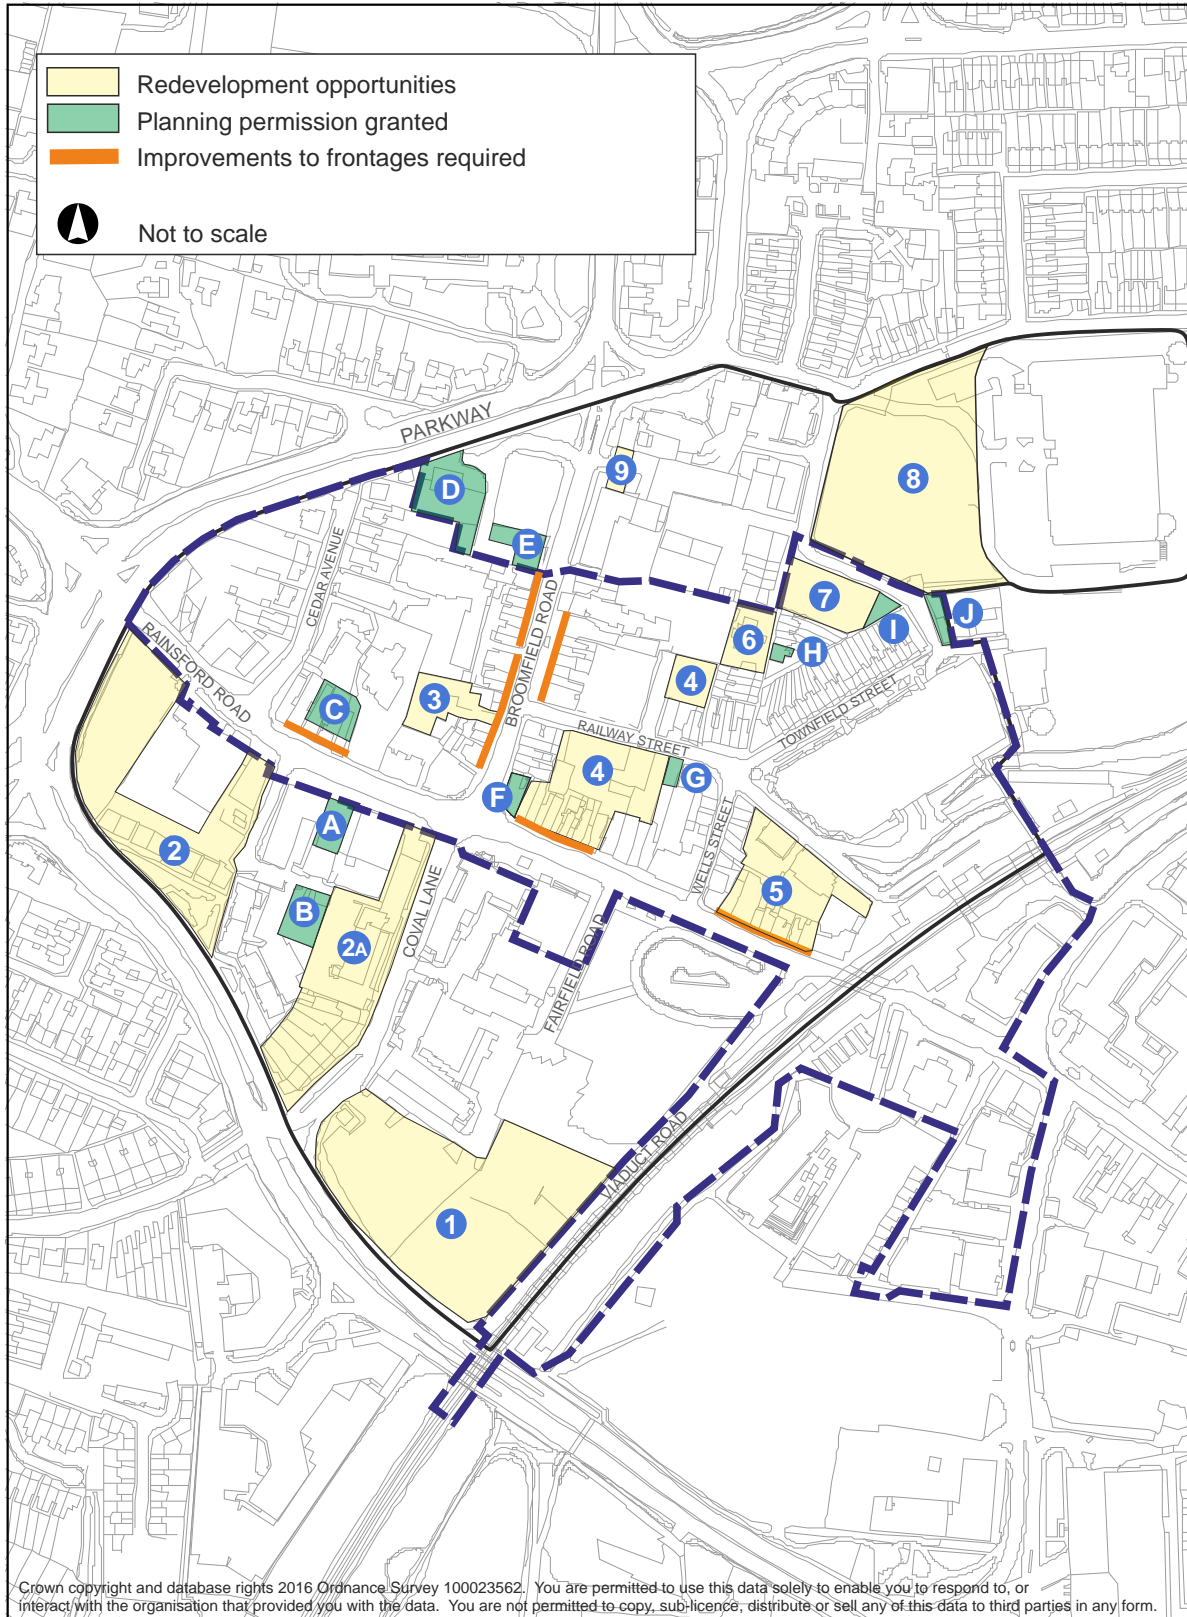 Redevelopment opportunities
Planning permission granted
Improvements to frontages required
Not to scale
PARKWAY
9
8
D
E
CEDAR AVENUE
BROOMFIELD ROAD
7
I
J
6
H
RAINSFORD ROAD
4
3
C
TOWNFIELD STREET
RAILWAY STREET
4
G
F
A
WELLS STREET
2
5
B
2A
COVAL LANE
FAIRFIELD ROAD
VIADUCT ROAD
1
Crown copyright and database rights 2016 Ordnance Survey 100023562. You are permitted to use this data solely to enable you to respond to, or
interact with the organisation that provided you with the data. You are not permitted to copy, sub-licence, distribute or sell any of this data to third parties in any form.